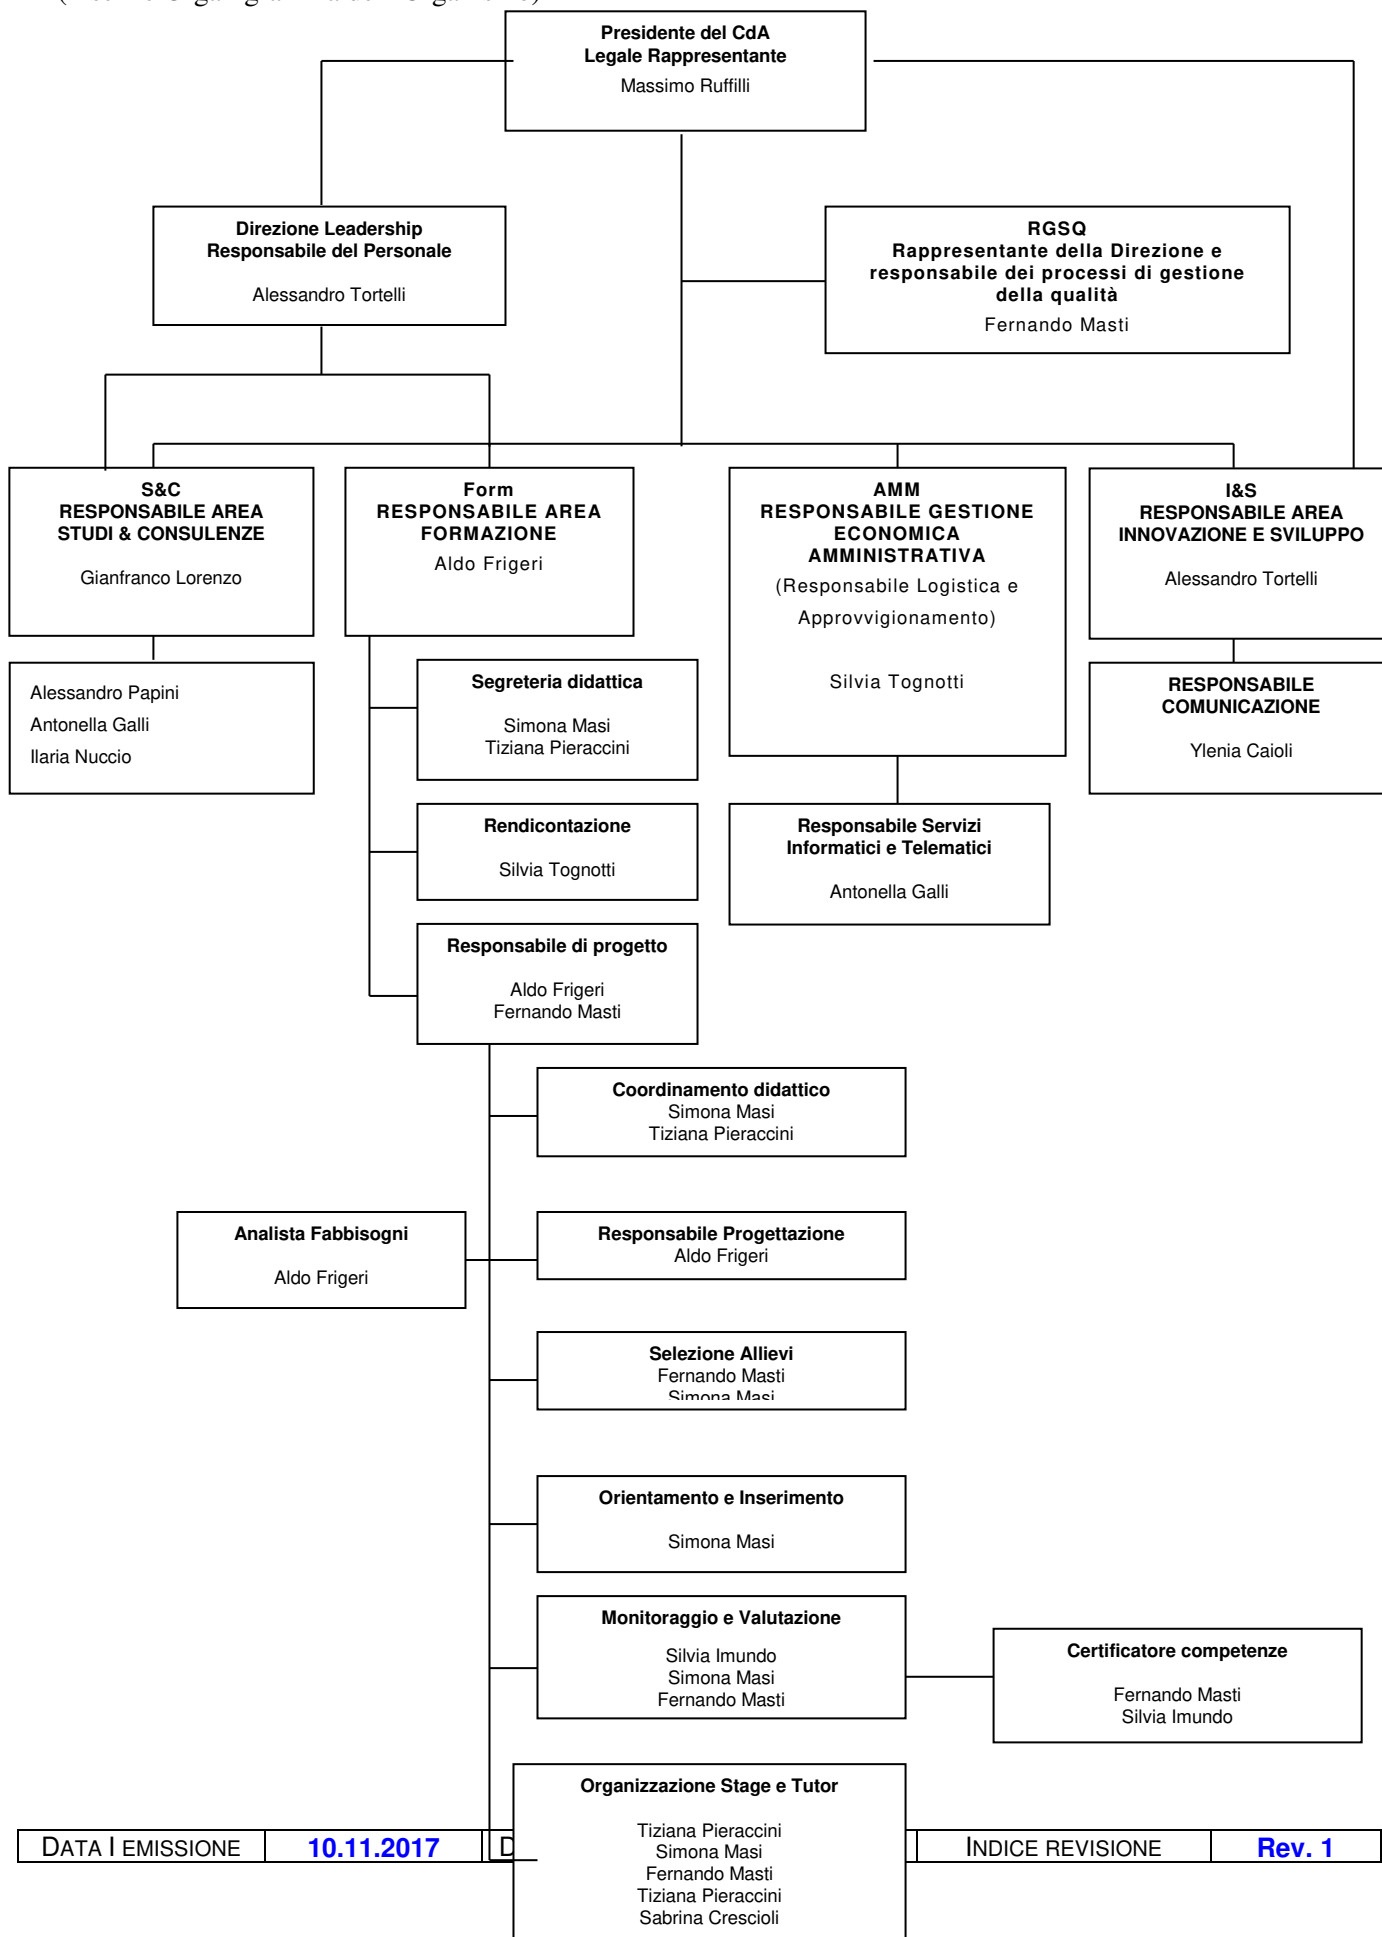 Presidente del CdA
Legale Rappresentante
Massimo Ruffilli
Direzione Leadership
Responsabile del Personale
Alessandro Tortelli
RGSQ
Rappresentante della Direzione e
responsabile dei processi di gestione
della qualità
Fernando Masti
S&C
RESPONSABILE AREA
STUDI & CONSULENZE
Gianfranco Lorenzo
Form
RESPONSABILE AREA
FORMAZIONE
Aldo Frigeri
AMM
RESPONSABILE GESTIONE
ECONOMICA
AMMINISTRATIVA
(Responsabile Logistica e
Approvvigionamento)
Silvia Tognotti
I&S
RESPONSABILE AREA
INNOVAZIONE E SVILUPPO
Alessandro Tortelli
Alessandro Papini
Antonella Galli
Ilaria Nuccio
Segreteria didattica
Simona Masi
Tiziana Pieraccini
RESPONSABILE
COMUNICAZIONE
Ylenia Caioli
Rendicontazione
Silvia Tognotti
Responsabile Servizi
Informatici e Telematici
Antonella Galli
Responsabile di progetto
Aldo Frigeri
Fernando Masti
Coordinamento didattico
Simona Masi
Tiziana Pieraccini
Analista Fabbisogni
Aldo Frigeri
Responsabile Progettazione
Aldo Frigeri
Selezione Allievi
Fernando Masti
Simona Masi
Orientamento e Inserimento
Simona Masi
Monitoraggio e Valutazione
Silvia Imundo
Simona Masi
Fernando Masti
Certificatore competenze
Fernando Masti
Silvia Imundo
Organizzazione Stage e Tutor
Tiziana Pieraccini
Simona Masi
Fernando Masti
Tiziana Pieraccini
Sabrina Crescioli
DATA I EMISSIONE 10.11.2017 D INDICE REVISIONE Rev. 1